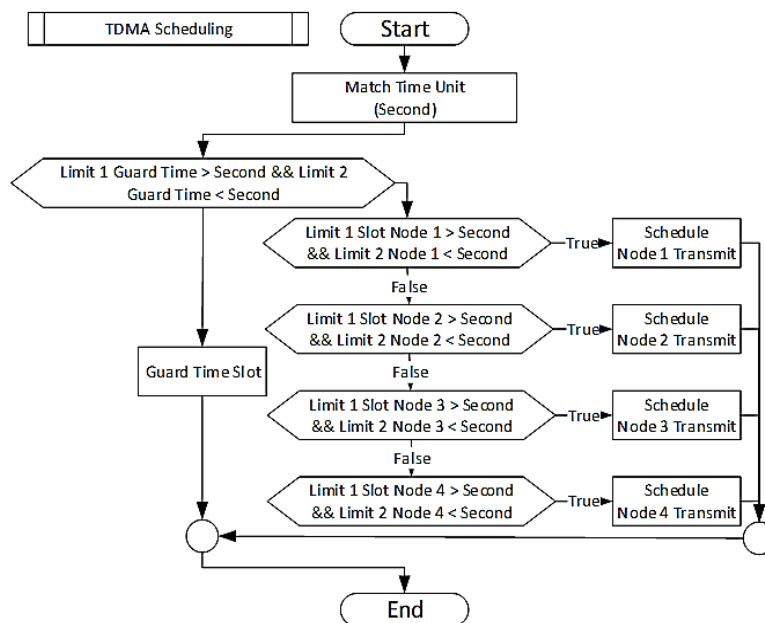 TDMA Scheduling
Start
Match Time Unit
(Second)
Limit 1 Guard Time > Second && Limit 2
Guard Time < Second
Limit 1 Slot Node 1 > Second
&& Limit 2 Node 1 < Second
True
Schedule
Node 1 Transmit
False
Limit 1 Slot Node 2 > Second
&& Limit 2 Node 2 < Second
True
Schedule
Node 2 Transmit
Guard Time Slot
False
Limit 1 Slot Node 3 > Second
&& Limit 2 Node 3 < Second
True
Schedule
Node 3 Transmit
False
Limit 1 Slot Node 4 > Second
&& Limit 2 Node 4 < Second
True
Schedule
Node 4 Transmit
End